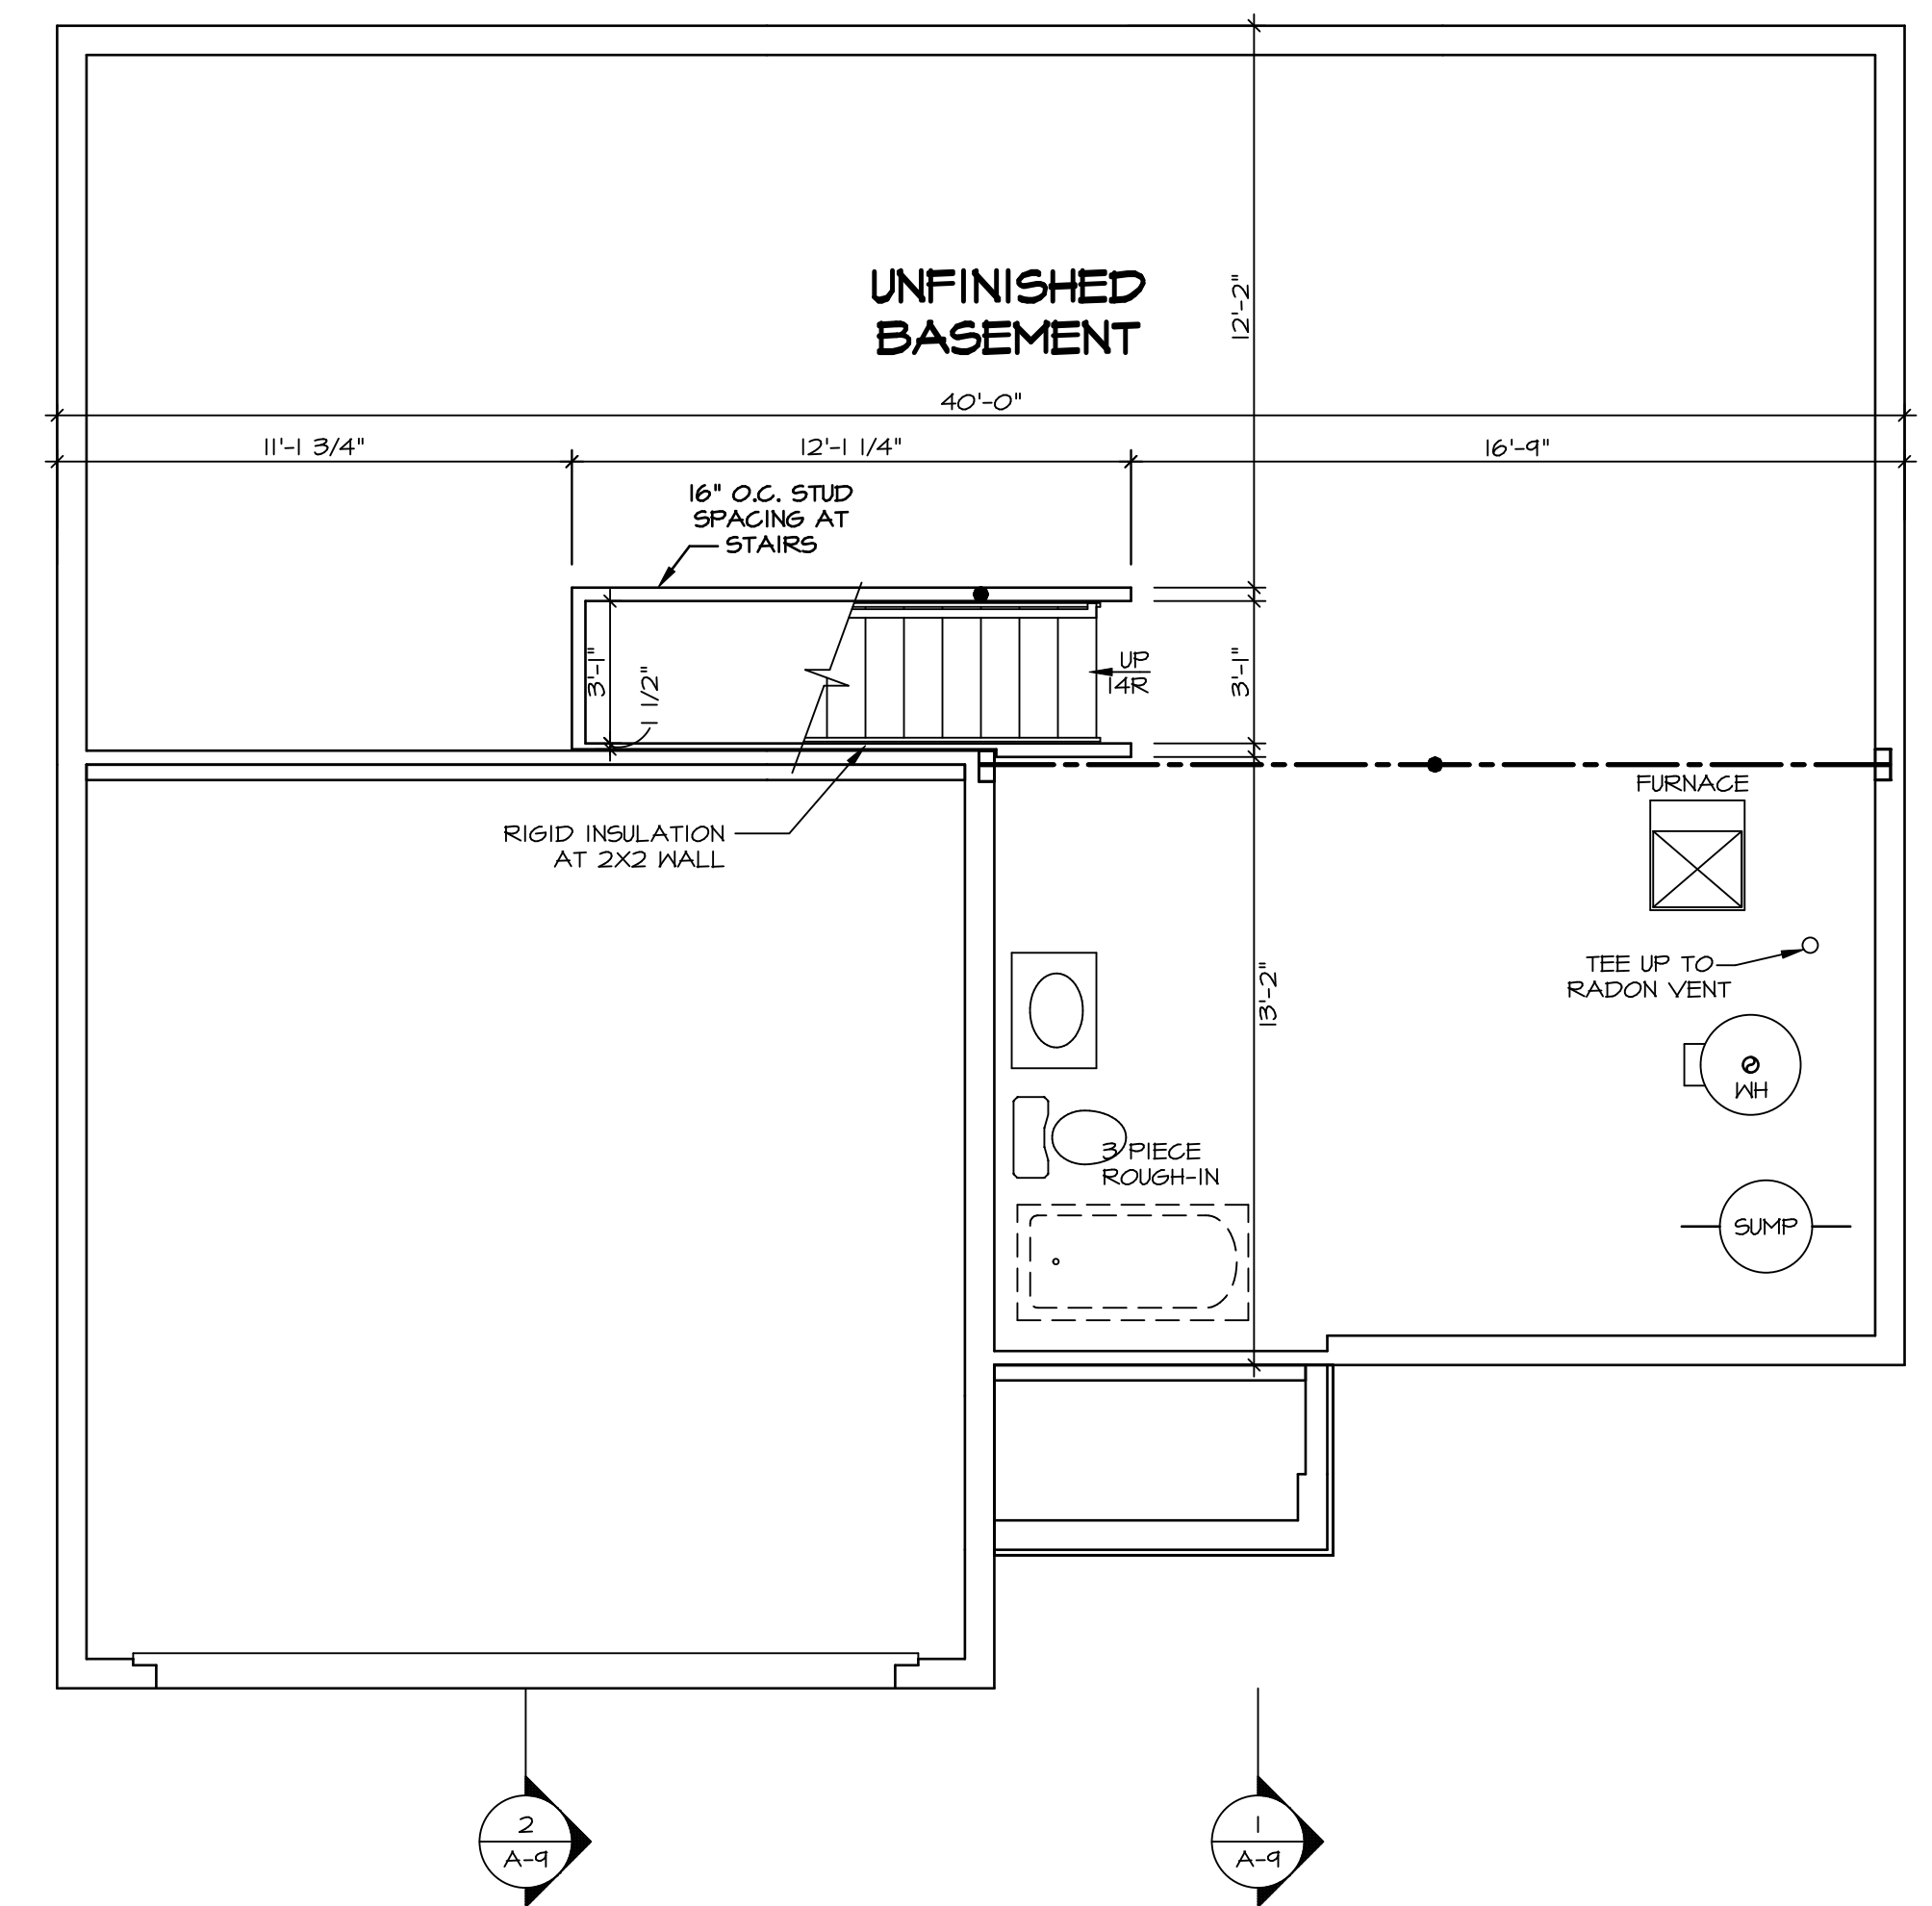 UNFINISHED
BASEMENT
12'-2"
40'-0"
11'-1 3/4"
12'-1 1/4"
16'-9"
16" O.C. STUD
SPACING AT
STAIRS
3'-1"
1 1/2"
UP
14R
3'-1"
FURNACE
RIGID INSULATION
AT 2X2 WALL
TEE UP TO
RADON VENT
13'-2"
WH
3 PIECE
ROUGH-IN
SUMP
2
A-9
1
A-9